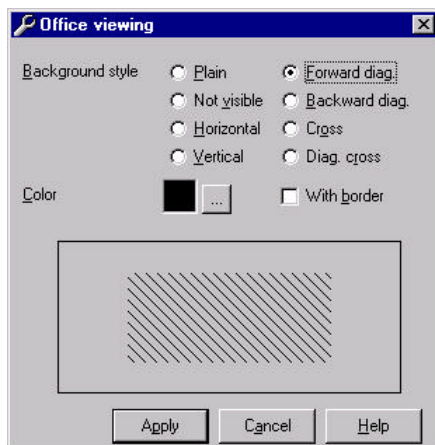 Office viewing
Background style
Plain
Forward diag.
Not visible
Backward diag.
Horizontal
Cross
Vertical
Diag. cross
Color
...
With border
Apply
Cancel
Help